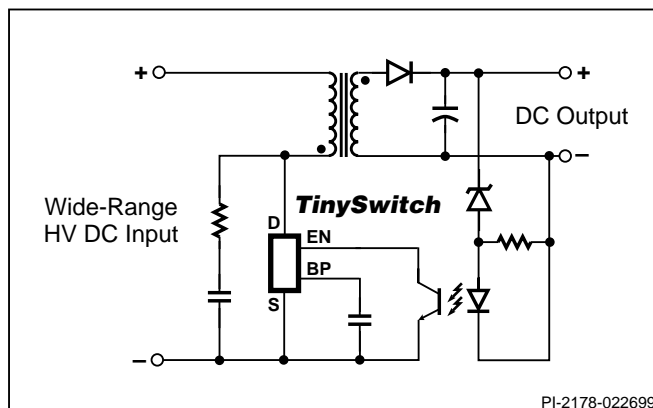 +
+
DC Output
−
Wide-Range
HV DC Input
TinySwitch
D
EN
BP
S
−
PI-2178-022699